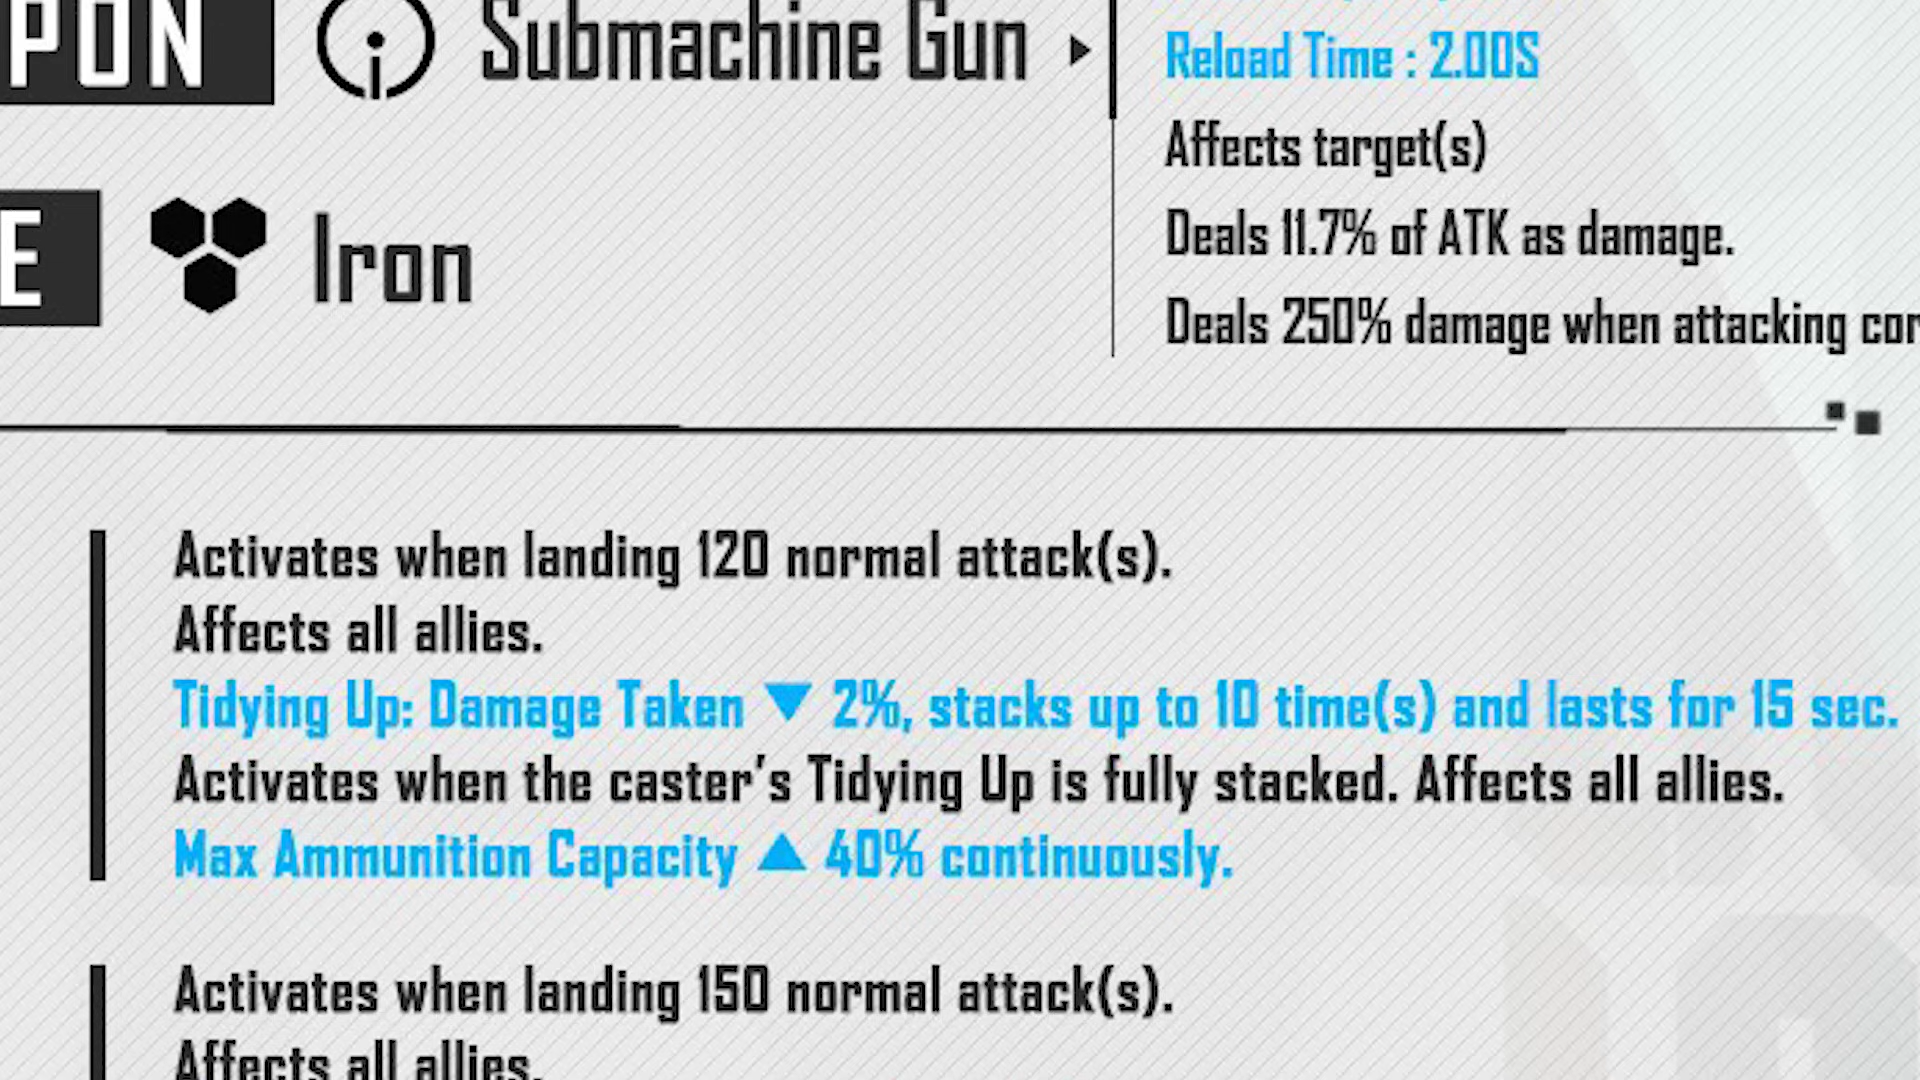 PON
Submachine Gun
Reload Time : 2.00S
Affects target(s)
Deals 11.7% of ATK as damage.
Deals 250% damage when attacking
E
Iron
Activates when landing 120 normal attack(s).
Affects all allies.
Tidying Up: Damage Taken ▼ 2%, stacks up to 10 time(s) and lasts for 15 sec.
Activates when the caster's Tidying Up is fully stacked. Affects all allies.
Max Ammunition Capacity ▲ 40% continuously.
Activates when landing 150 normal attack(s).
Affects all allies.